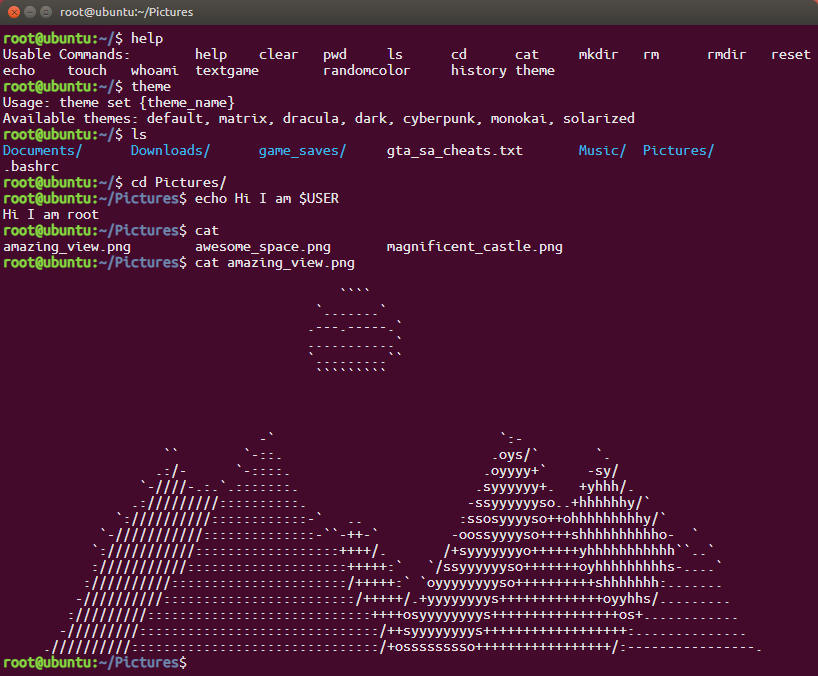 root@ubuntu:~/Pictures
root@ubuntu:~/$ help
Usable Commands:        help    clear   pwd     ls      cd      cat     mkdir   rm      rmdir   reset
echo    touch   whoami  textgame        randomcolor     history theme
root@ubuntu:~/$ theme
Usage: theme set {theme_name}
Available themes: default, matrix, dracula, dark, cyberpunk, monokai, solarized
root@ubuntu:~/$ ls
Documents/      Downloads/      game_saves/     gta_sa_cheats.txt       Music/  Pictures/
.bashrc
root@ubuntu:~/$ cd Pictures/
root@ubuntu:~/Pictures$ echo Hi I am $USER
Hi I am root
root@ubuntu:~/Pictures$ cat
amazing_view.png        awesome_space.png       magnificent_castle.png
root@ubuntu:~/Pictures$ cat amazing_view.png
root@ubuntu:~/Pictures$